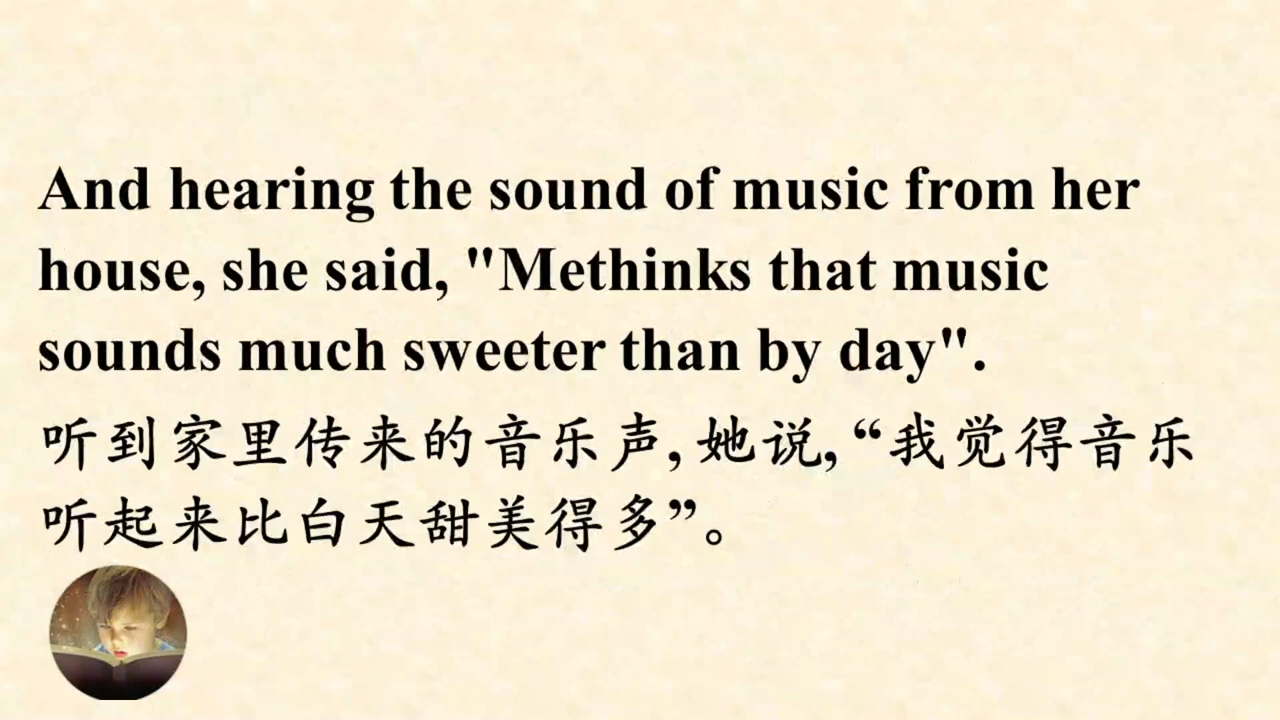 And hearing the sound of music from her
house, she said, "Methinks that music
sounds much sweeter than by day".
听到家里传来的音乐声,她说,“我觉得音乐
听起来比白天甜美得多”。